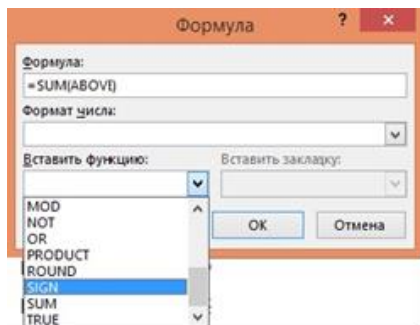 Формула
? ×
Формула:
=SUM(ABOVE)
Формат числа:
Вставить функцию: Вставить закладку:
MOD
NOT
OR
PRODUCT
ROUND
SIGN
SUM
TRUE
ОК Отмена